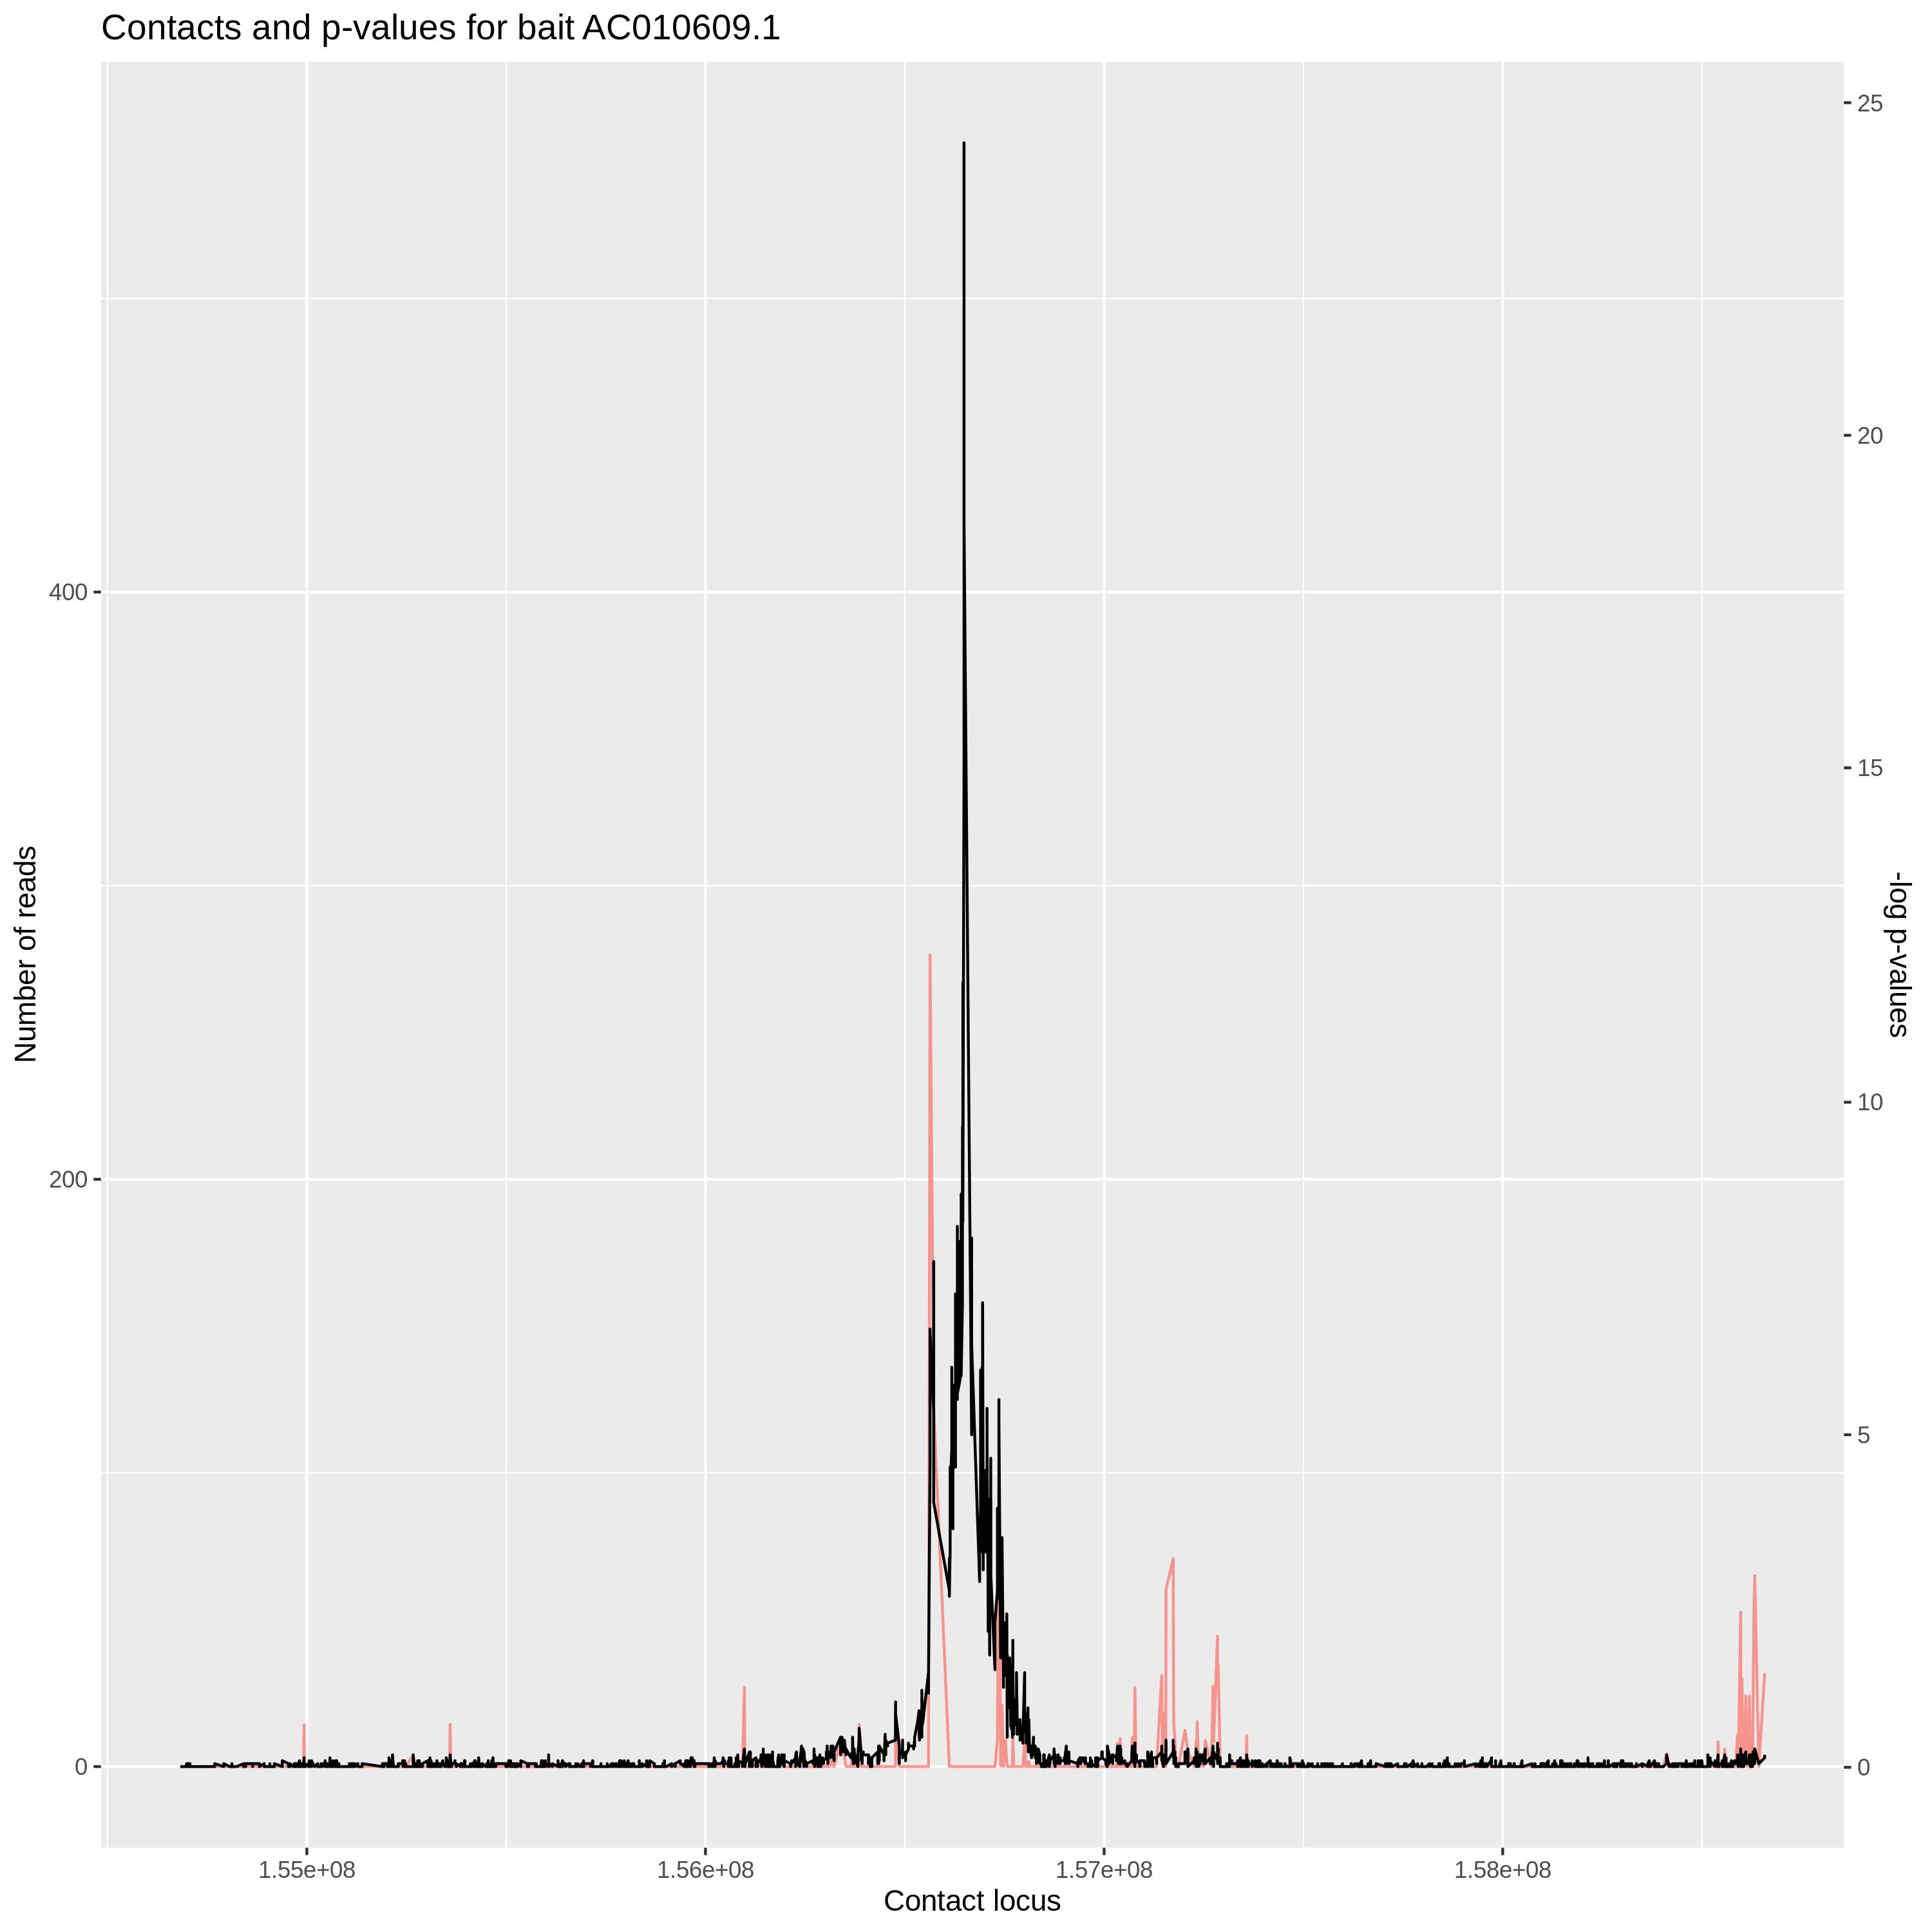 Contacts and p-values for bait AC010609.1
400
200
0
Number of reads
25
20
15
10
5
0
-log p-values
1.55e+08
1.56e+08
1.57e+08
1.58e+08
Contact locus